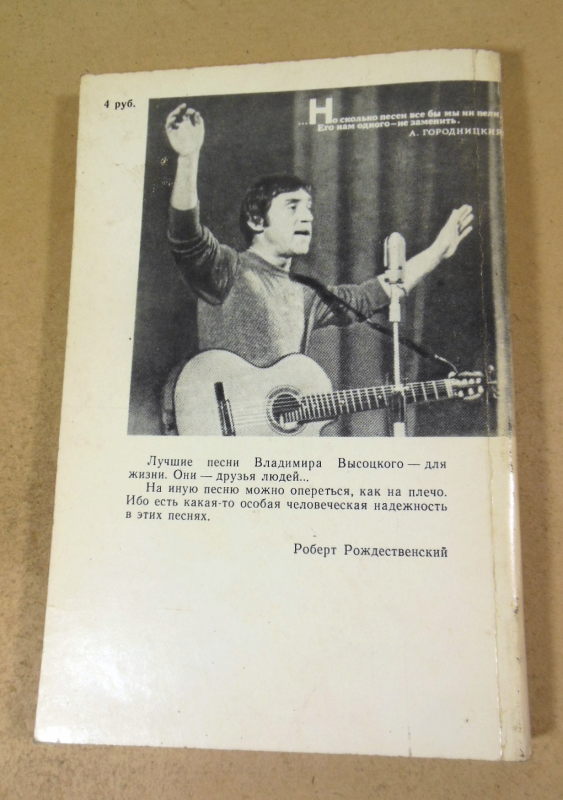 4 руб.
...Но сколько песен все бы мы ни пели,
Его нам одного—не заменить.
А. ГОРОДНИЦКИЙ
Лучшие песни Владимира Высоцкого — для
жизни. Они — друзья людей...
На иную песню можно опереться, как на плечо.
Ибо есть какая-то особая человеческая надежность
в этих песнях.
Роберт Рождественский